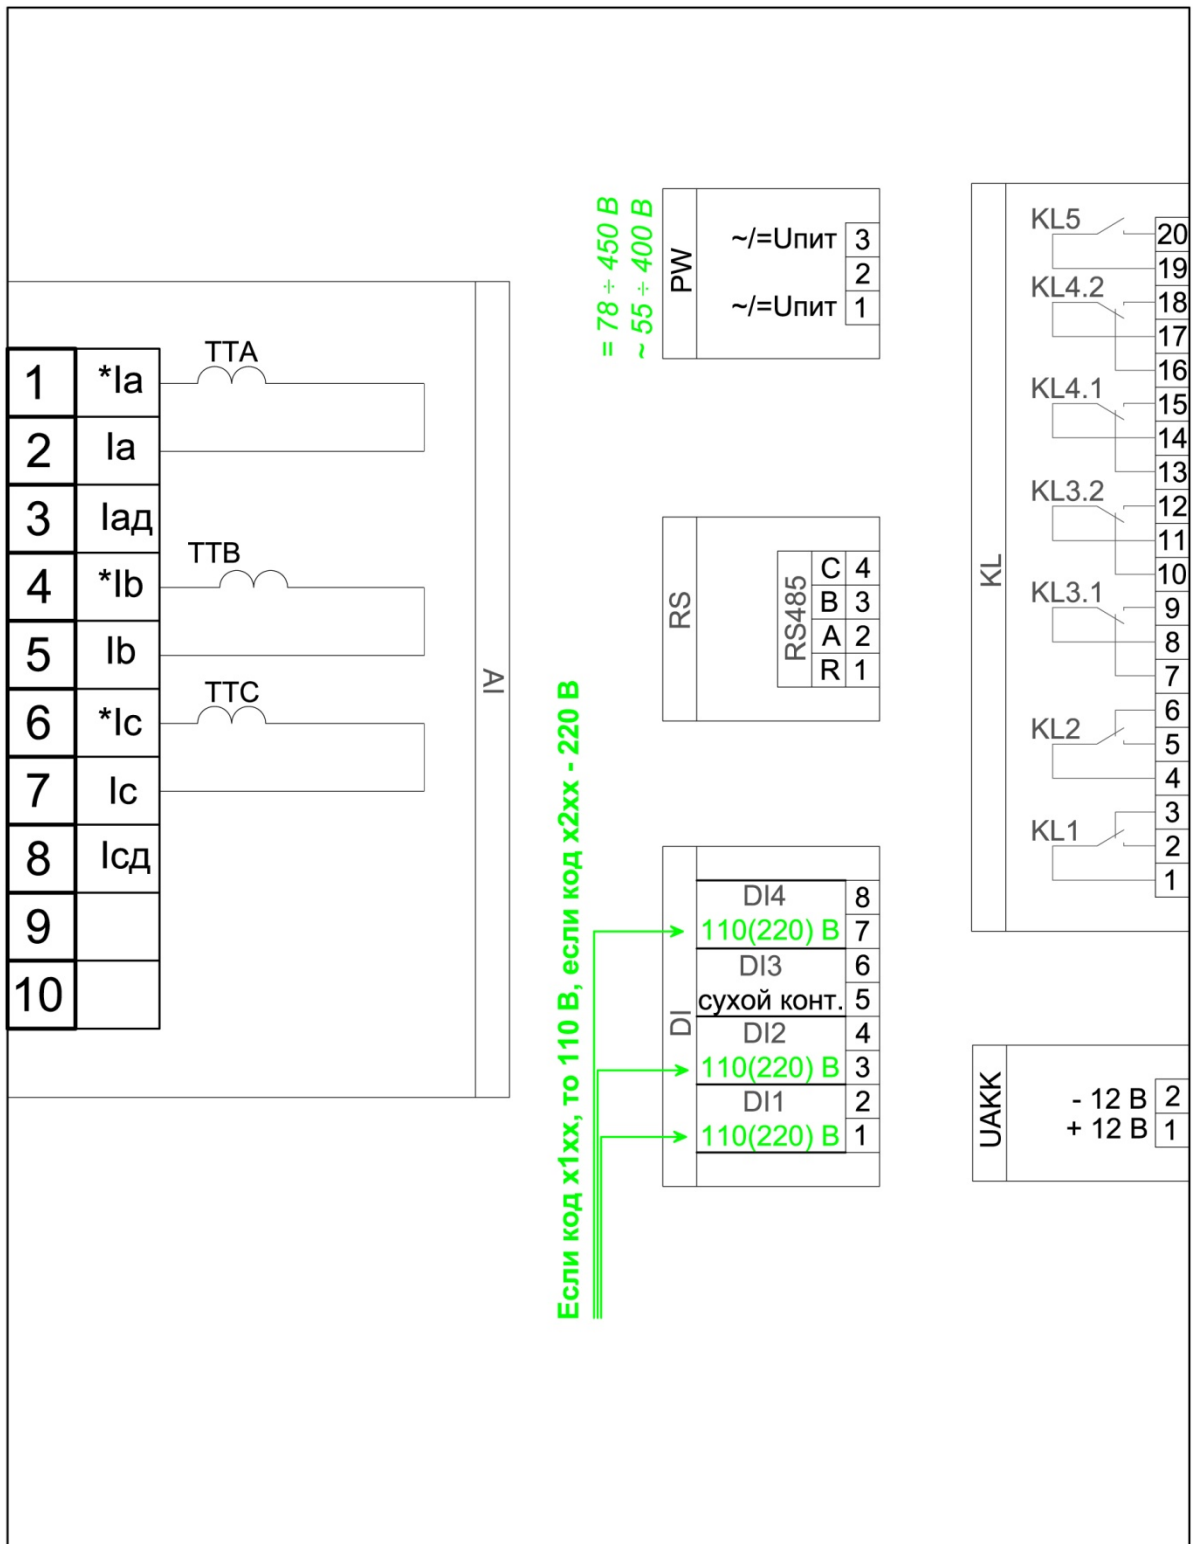 1 *Ia
2 Ia
3 Iaд
4 *Ib
5 Ib
6 *Ic
7 Ic
8 Icд
9
10
TTA
TTB
TTC
AI
= 78 ÷ 450 В
~ 55 ÷ 400 В
PW
~/=Uпит 3
2
~/=Uпит 1
RS
RS485
C 4
B 3
A 2
R 1
Если код х1хх, то 110 В, если код х2хх - 220 В
DI
DI4 8
110(220) В 7
DI3 6
сухой конт. 5
DI2 4
110(220) В 3
DI1 2
110(220) В 1
KL
KL5
KL4.2
KL4.1
KL3.2
KL3.1
KL2
KL1
20
19
18
17
16
15
14
13
12
11
10
9
8
7
6
5
4
3
2
1
UAKK
- 12 В 2
+ 12 В 1